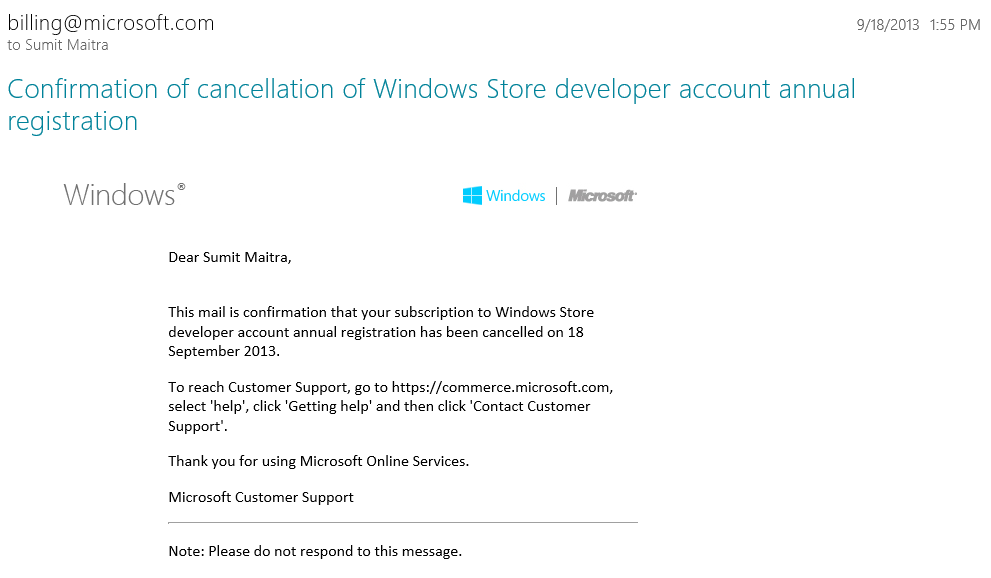 billing@microsoft.com 9/18/2013 1:55 PM
to Sumit Maitra
Confirmation of cancellation of Windows Store developer account annual
registration
Windows® Windows | Microsoft®
Dear Sumit Maitra,
This mail is confirmation that your subscription to Windows Store
developer account annual registration has been cancelled on 18
September 2013.
To reach Customer Support, go to https://commerce.microsoft.com,
select 'help', click 'Getting help' and then click 'Contact Customer
Support'.
Thank you for using Microsoft Online Services.
Microsoft Customer Support
Note: Please do not respond to this message.